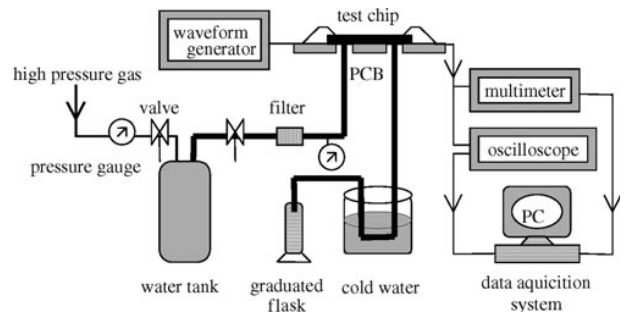 test chip
waveform
generator
PCB
high pressure gas
valve
filter
multimeter
pressure gauge
oscilloscope
PC
water tank
graduated
flask
cold water
data aquicition
system